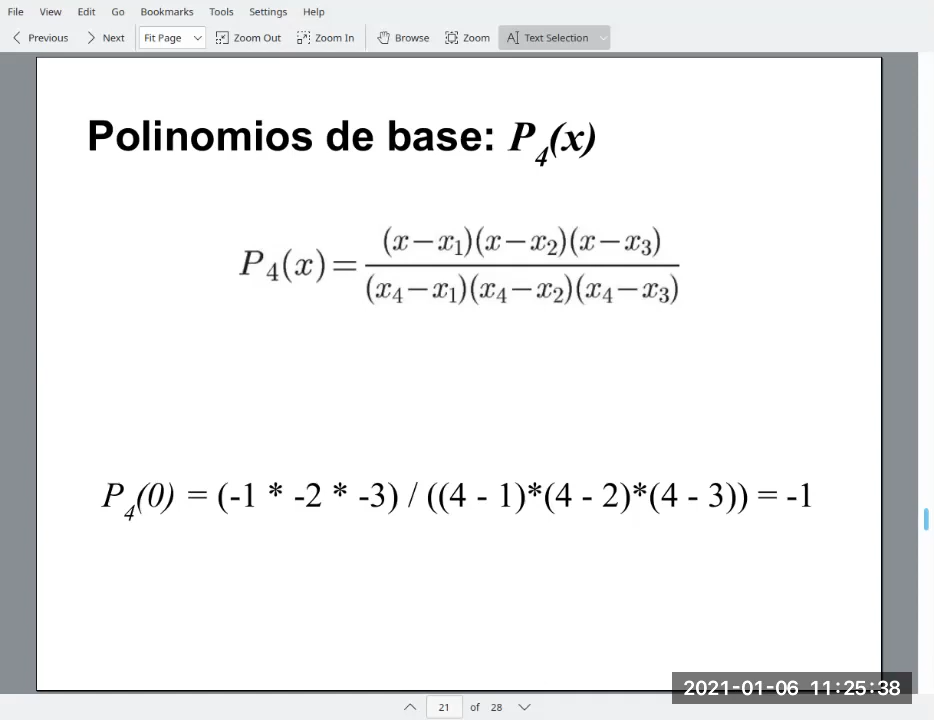 File View Edit Go Bookmarks Tools Settings Help
Previous Next Fit Page Zoom Out Zoom In Browse Zoom Text Selection
Polinomios de base: P₄(x)
P₄(x) = (x−x₁)(x−x₂)(x−x₃) / (x₄−x₁)(x₄−x₂)(x₄−x₃)
P₄(0) = (-1 * -2 * -3) / ((4 - 1)*(4 - 2)*(4 - 3)) = -1
2021-01-06 11:25:38
21 of 28